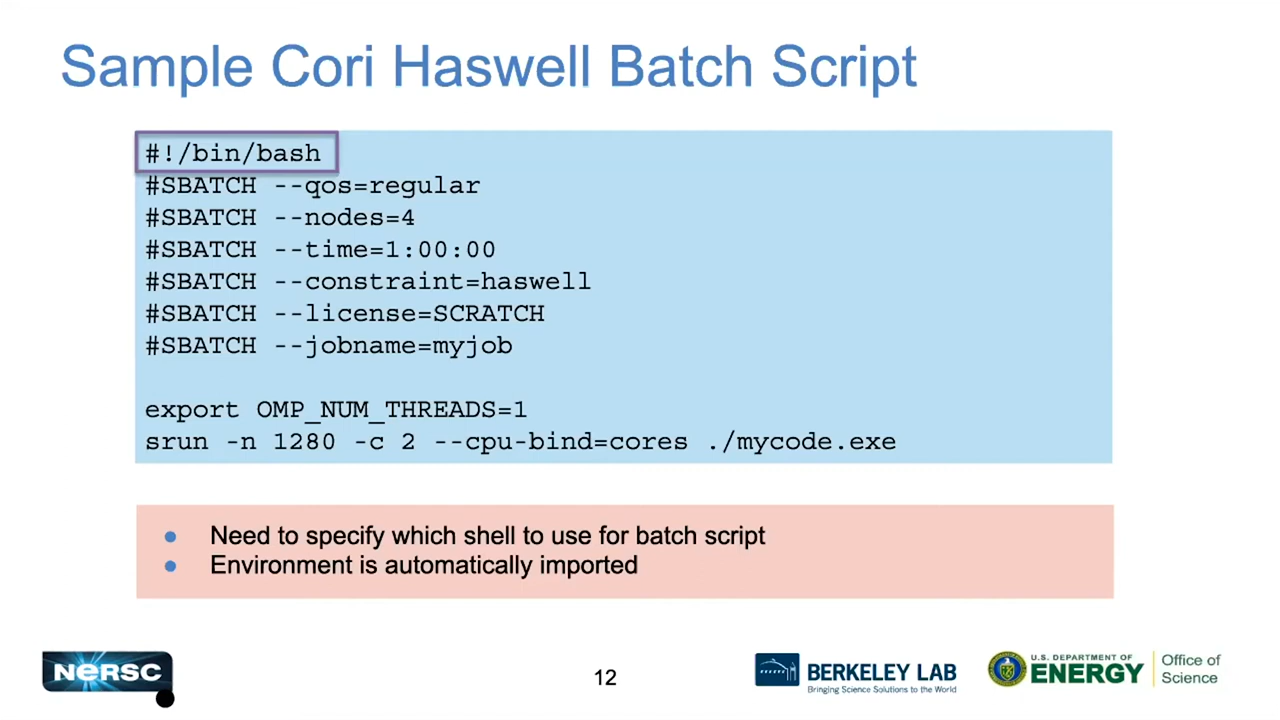 Sample Cori Haswell Batch Script
#!/bin/bash
#SBATCH --qos=regular
#SBATCH --nodes=4
#SBATCH --time=1:00:00
#SBATCH --constraint=haswell
#SBATCH --license=SCRATCH
#SBATCH --jobname=myjob
export OMP_NUM_THREADS=1
srun -n 1280 -c 2 --cpu-bind=cores ./mycode.exe
● Need to specify which shell to use for batch script
● Environment is automatically imported
NERSC
12
BERKELEY LAB
Bringing Science Solutions to the World
U.S. DEPARTMENT OF
ENERGY
Office of
Science